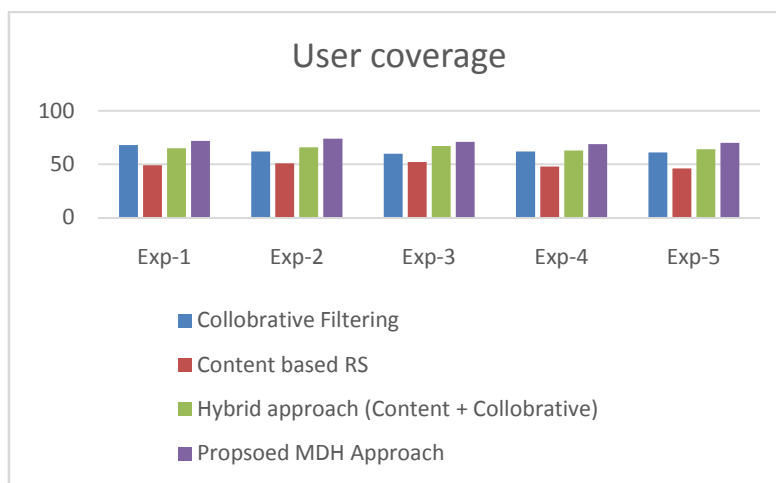 User coverage
100
50
0
Exp-1 Exp-2 Exp-3 Exp-4 Exp-5
Collobrative Filtering
Content based RS
Hybrid approach (Content + Collobrative)
Propsoed MDH Approach